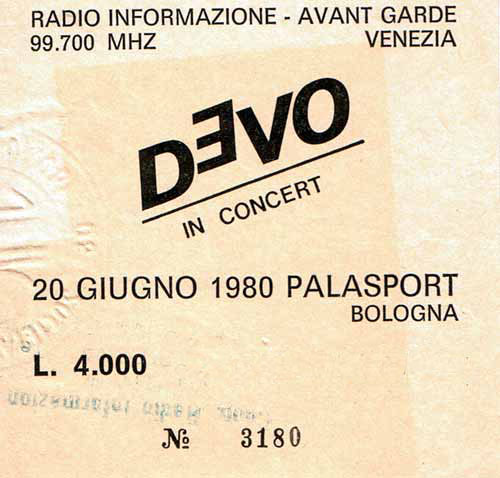 RADIO INFORMAZIONE - AVANT GARDE
99.700 MHZ VENEZIA
DEVO
IN CONCERT
20 GIUGNO 1980 PALASPORT
BOLOGNA
L. 4.000
№ 3180